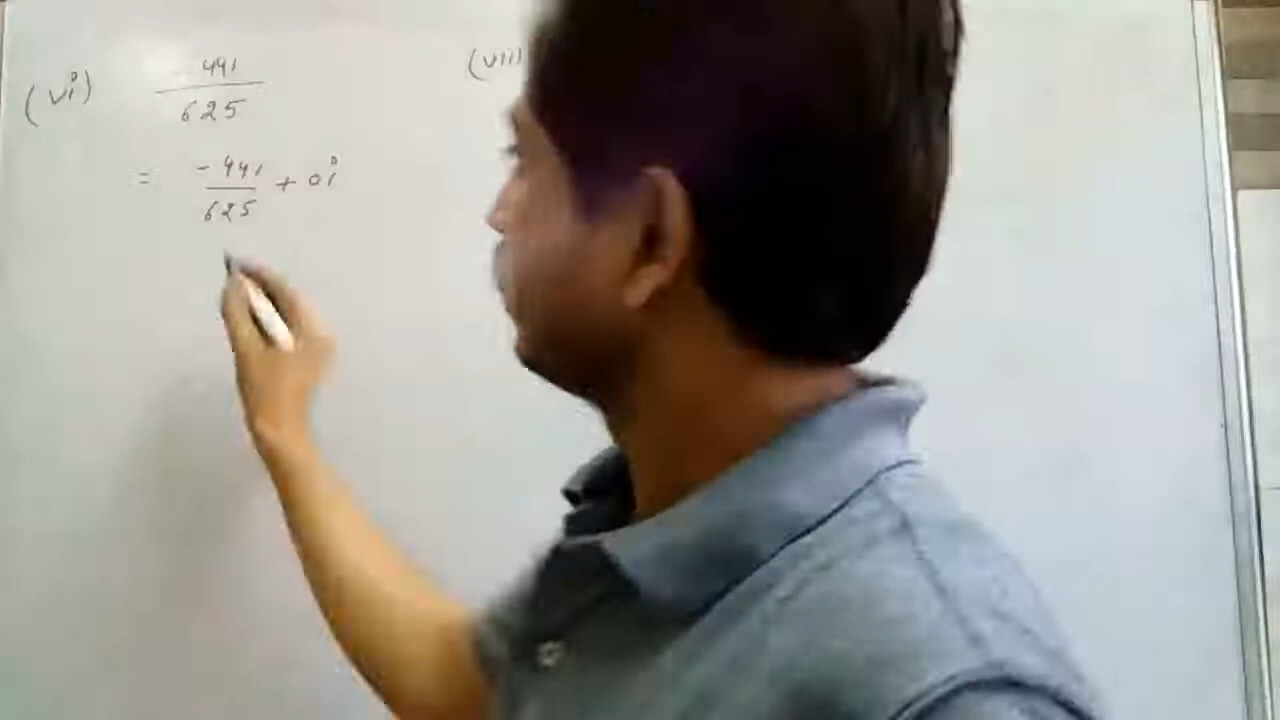 (vi) -441/625
(vii)
= -441/625 + 0i